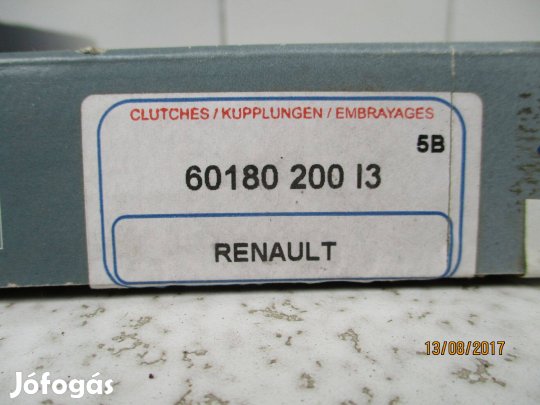 CLUTCHES / KUPPLUNGEN / EMBRAYAGES
5B
60180 200 I3
RENAULT
13/08/2017
Jófogás